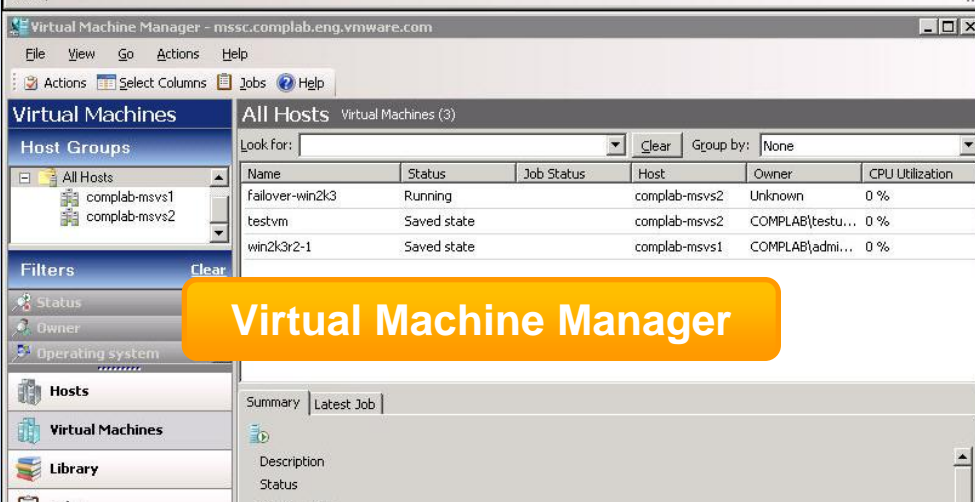 Virtual Machine Manager - mssc.complab.eng.vmware.com
File View Go Actions Help
Actions Select Columns Jobs Help
Virtual Machines
Host Groups
All Hosts
complab-msvs1
complab-msvs2
Filters Clear
Status
Owner
Operating system
Hosts
Virtual Machines
Library
All Hosts Virtual Machines (3)
Look for: Clear Group by: None
Name Status Job Status Host Owner CPU Utilization
failover-win2k3 Running complab-msvs2 Unknown 0 %
testvm Saved state complab-msvs2 COMPLAB\testu... 0 %
win2k3r2-1 Saved state complab-msvs1 COMPLAB\admi... 0 %
Virtual Machine Manager
Summary Latest Job
Description
Status